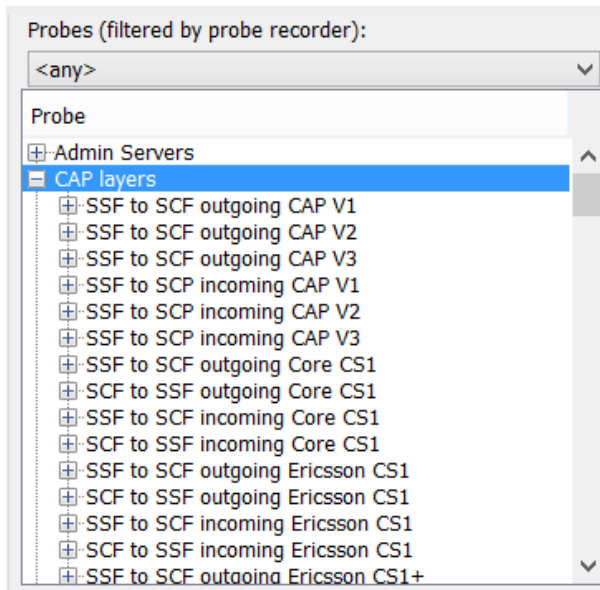 Probes (filtered by probe recorder):
<any>
Probe
Admin Servers
CAP layers
SSF to SCF outgoing CAP V1
SSF to SCF outgoing CAP V2
SSF to SCF outgoing CAP V3
SSF to SCP incoming CAP V1
SSF to SCP incoming CAP V2
SSF to SCP incoming CAP V3
SSF to SCF outgoing Core CS1
SCF to SSF outgoing Core CS1
SSF to SCF incoming Core CS1
SCF to SSF incoming Core CS1
SSF to SCF outgoing Ericsson CS1
SCF to SSF outgoing Ericsson CS1
SSF to SCF incoming Ericsson CS1
SCF to SSF incoming Ericsson CS1
SSF to SCF outgoing Ericsson CS1+